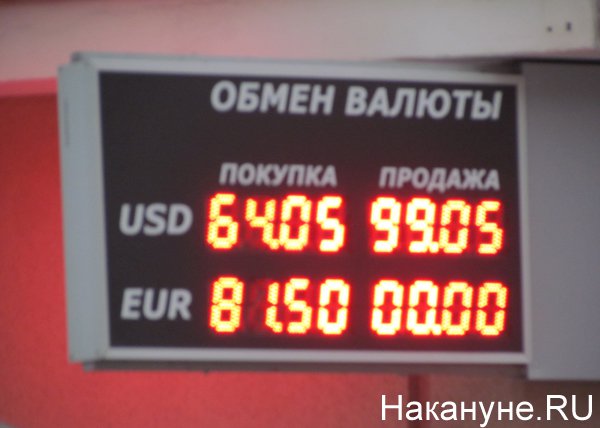 ОБМЕН ВАЛЮТЫ
ПОКУПКА ПРОДАЖА
USD 64.05 99.05
EUR 81.50 00.00
Накануне.RU